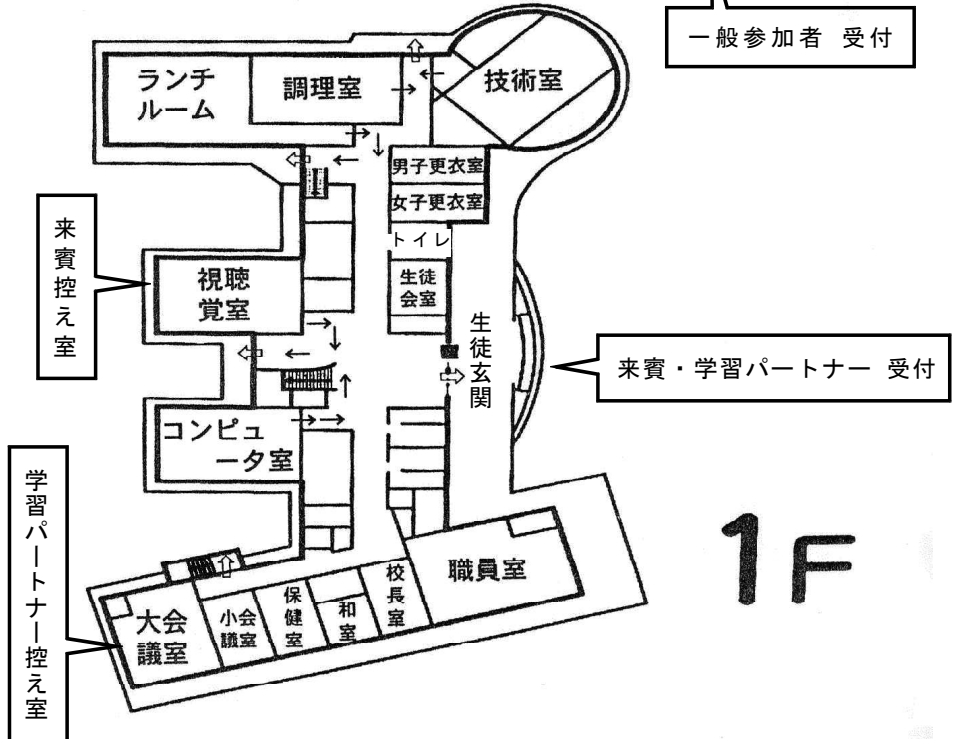 一般参加者 受付
ランチ
ルーム
調理室
技術室
男子更衣室
女子更衣室
トイレ
生徒
会室
来賓控え室
視聴
覚室
生徒玄関
来賓・学習パートナー 受付
コンピュ
ータ室
学習パートナー控え室
大会
議室
小会
議室
保健室
和室
校長室
職員室
1F